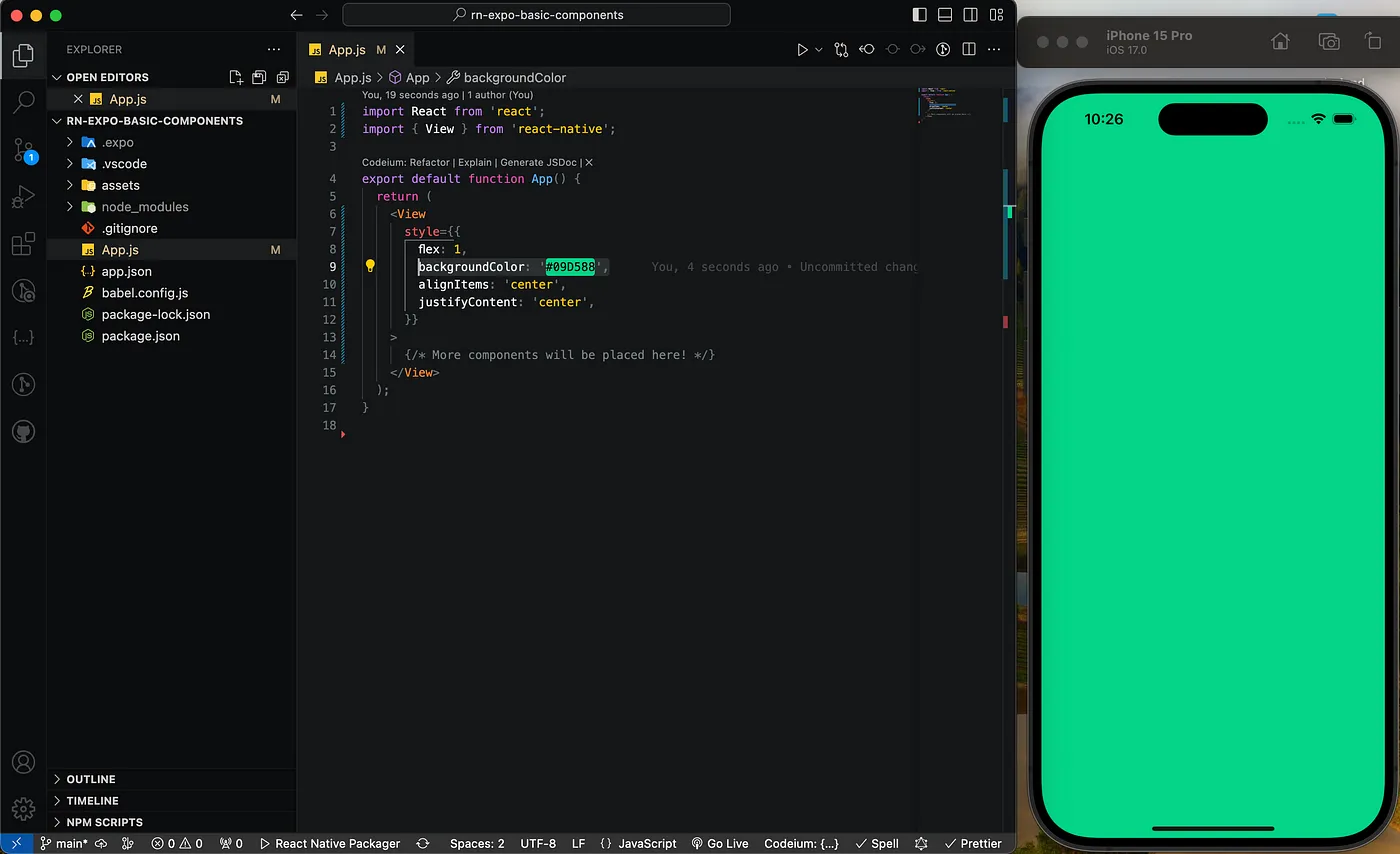 rn-expo-basic-components
EXPLORER
OPEN EDITORS
App.js M
RN-EXPO-BASIC-COMPONENTS
.expo
.vscode
assets
node_modules
.gitignore
App.js M
app.json
babel.config.js
package-lock.json
package.json
OUTLINE
TIMELINE
NPM SCRIPTS
1
App.js M
App.js > App > backgroundColor
You, 19 seconds ago | 1 author (You)
1 import React from 'react';
2 import { View } from 'react-native';
3
Codeium: Refactor | Explain | Generate JSDoc | X
4 export default function App() {
5 return (
6 <View
7 style={{
8 flex: 1,
9 backgroundColor: '#09D588', You, 4 seconds ago • Uncommitted chang
10 alignItems: 'center',
11 justifyContent: 'center',
12 }}
13 >
14 {/* More components will be placed here! */}
15 </View>
16 );
17 }
18
main* 0 0 0 React Native Packager Spaces: 2 UTF-8 LF {} JavaScript Go Live Codeium: {...} Spell Prettier
iPhone 15 Pro
iOS 17.0
10:26